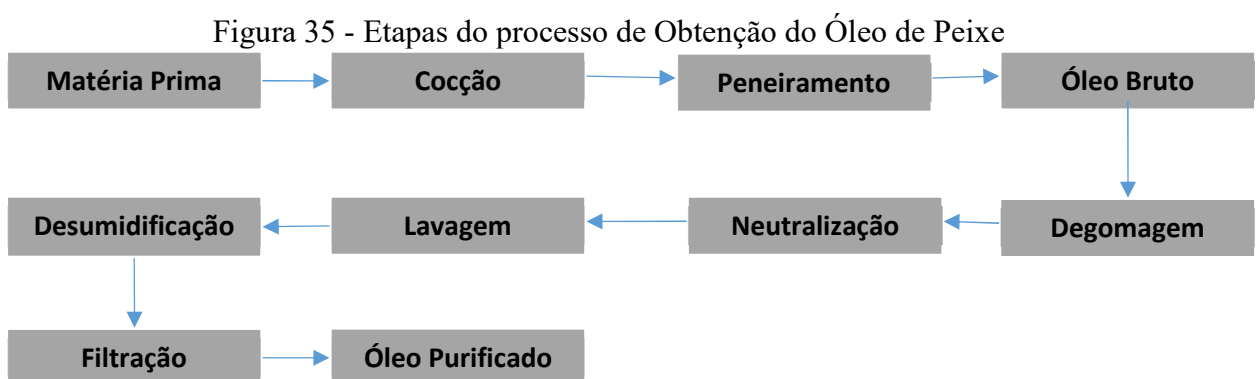 Figura 35 - Etapas do processo de Obtenção do Óleo de Peixe
Matéria Prima
Cocção
Peneiramento
Óleo Bruto
Degomagem
Neutralização
Lavagem
Desumidificação
Filtração
Óleo Purificado